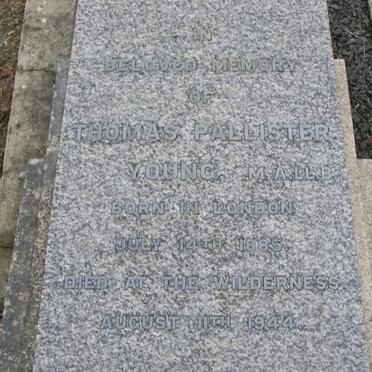 IN
BELOVED MEMORY
OF
THOMAS PALLISTER
YOUNG, M.A.LL.B.
BORN IN LONDON
JULY 14TH 1885.
DIED AT THE WILDERNESS
AUGUST 11TH 1944.